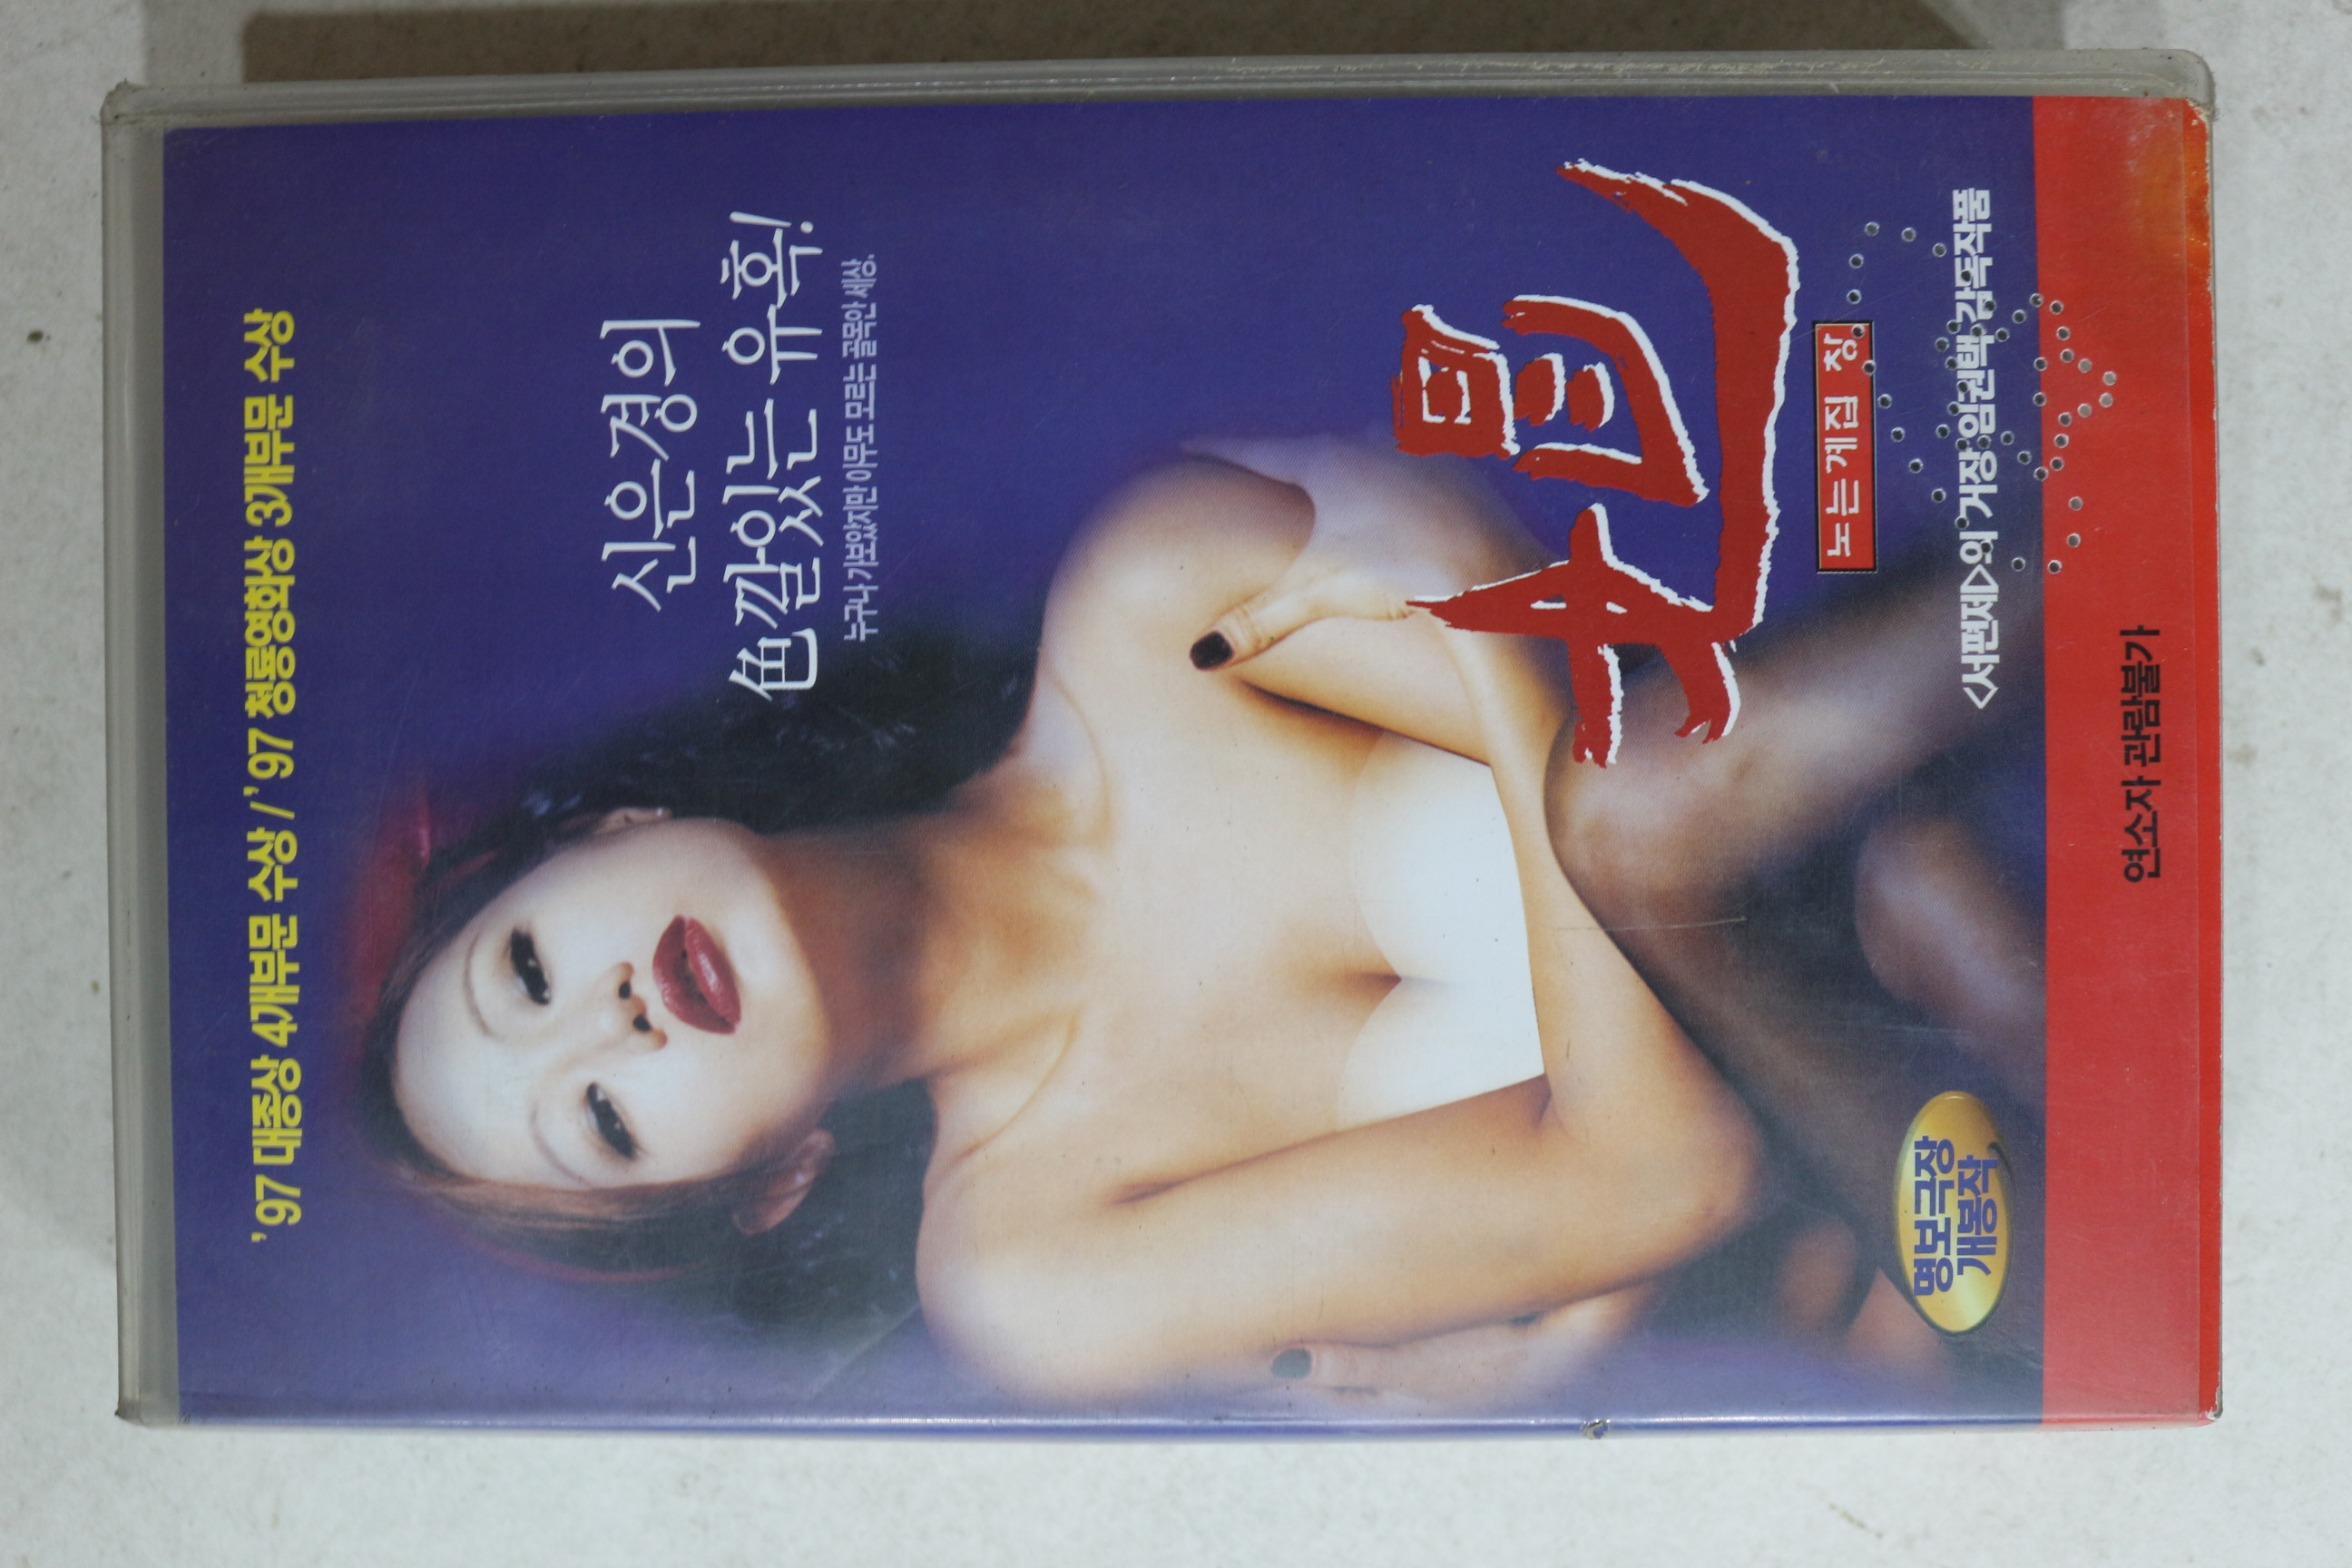 '97 대종상 4개부문 수상 / '97 청룡영화상 3개부문 수상
신은경의
色깔있는 유혹!
누구나 가보았지만 아무도 모르는 골목안 세상.
娼
노는계집 창
<서편제>의 거장 임권택 감독작품
명보극장
개봉작
연소자 관람불가